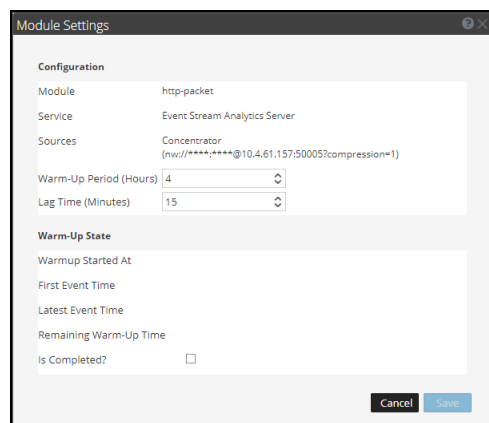 Module Settings
Configuration
Module http-packet
Service Event Stream Analytics Server
Sources Concentrator
(nw://****:****@10.4.61.157:50005?compression=1)
Warm-Up Period (Hours) 4
Lag Time (Minutes) 15
Warm-Up State
Warmup Started At
First Event Time
Latest Event Time
Remaining Warm-Up Time
Is Completed?
Cancel Save